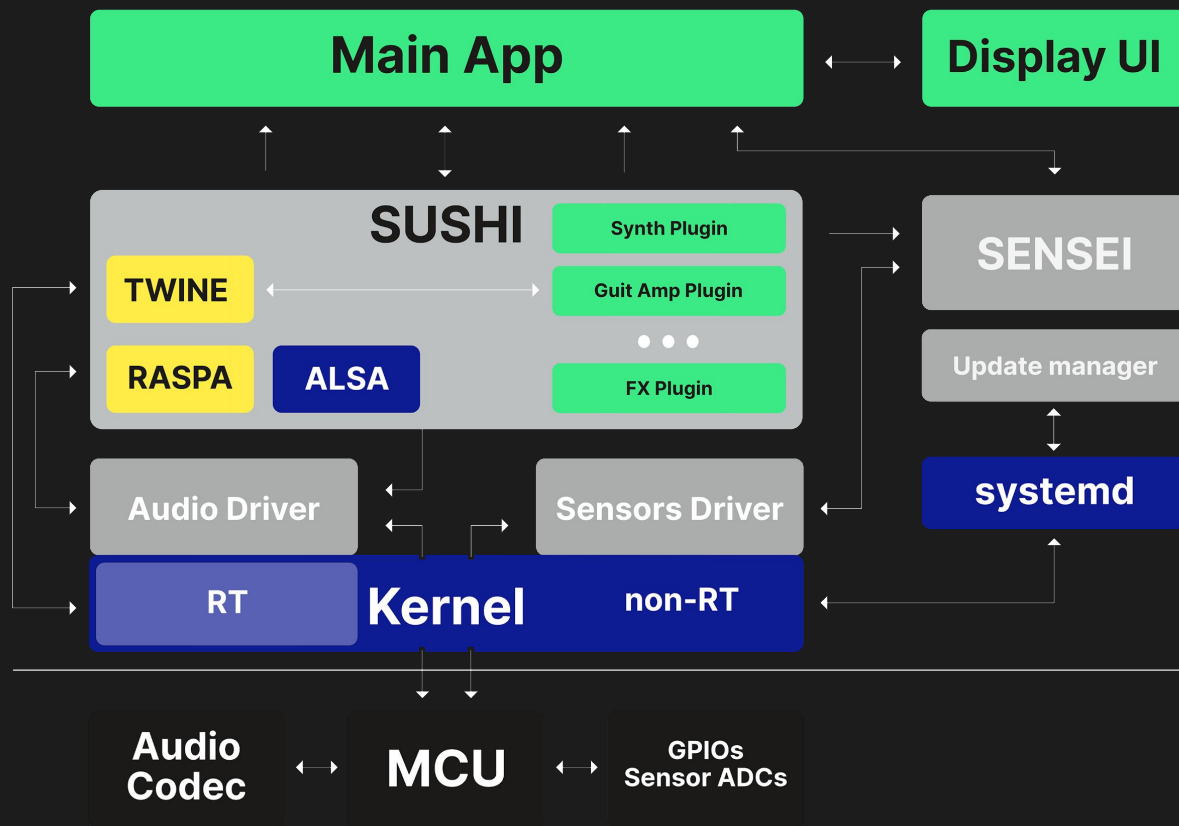 Main App
Display UI
SUSHI
Synth Plugin
TWINE
Guit Amp Plugin
RASPA
ALSA
FX Plugin
SENSEI
Update manager
systemd
Audio Driver
Sensors Driver
RT
Kernel
non-RT
Audio
Codec
MCU
GPIOs
Sensor ADCs